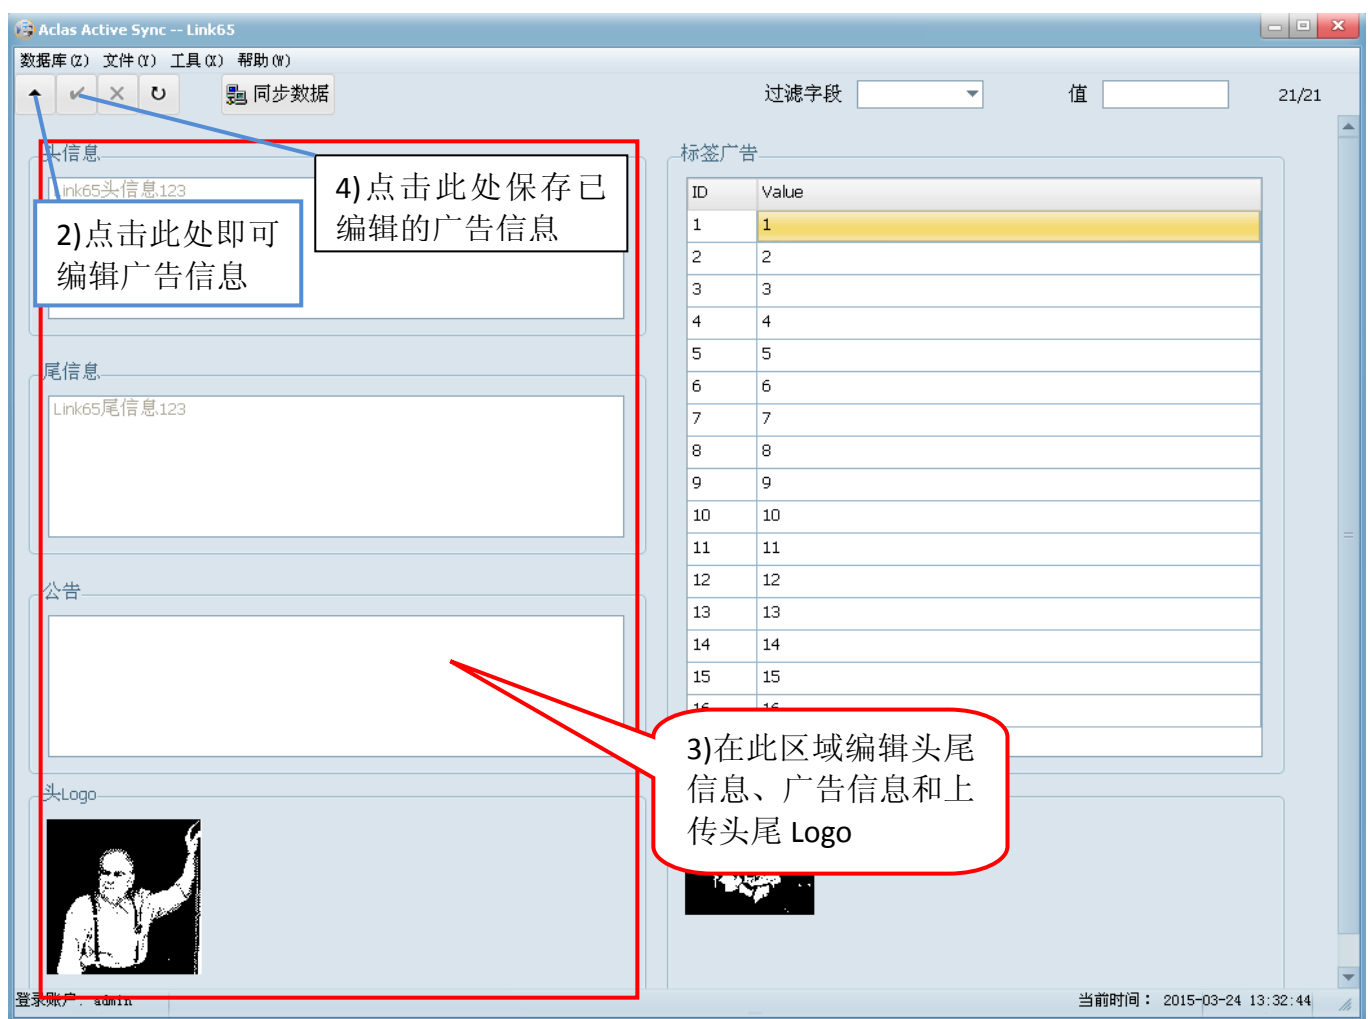 Aclas Active Sync -- Link65
数据库(Z) 文件(Y) 工具(X) 帮助(W)
同步数据 过滤字段 值 21/21
头信息
Link65头信息123
4)点击此处保存已
编辑的广告信息
2)点击此处即可
编辑广告信息
尾信息
Link65尾信息123
公告
头Logo
标签广告
ID Value
1 1
2 2
3 3
4 4
5 5
6 6
7 7
8 8
9 9
10 10
11 11
12 12
13 13
14 14
15 15
16 16
3)在此区域编辑头尾
信息、广告信息和上
传头尾 Logo
登录账户: admin 当前时间: 2015-03-24 13:32:44